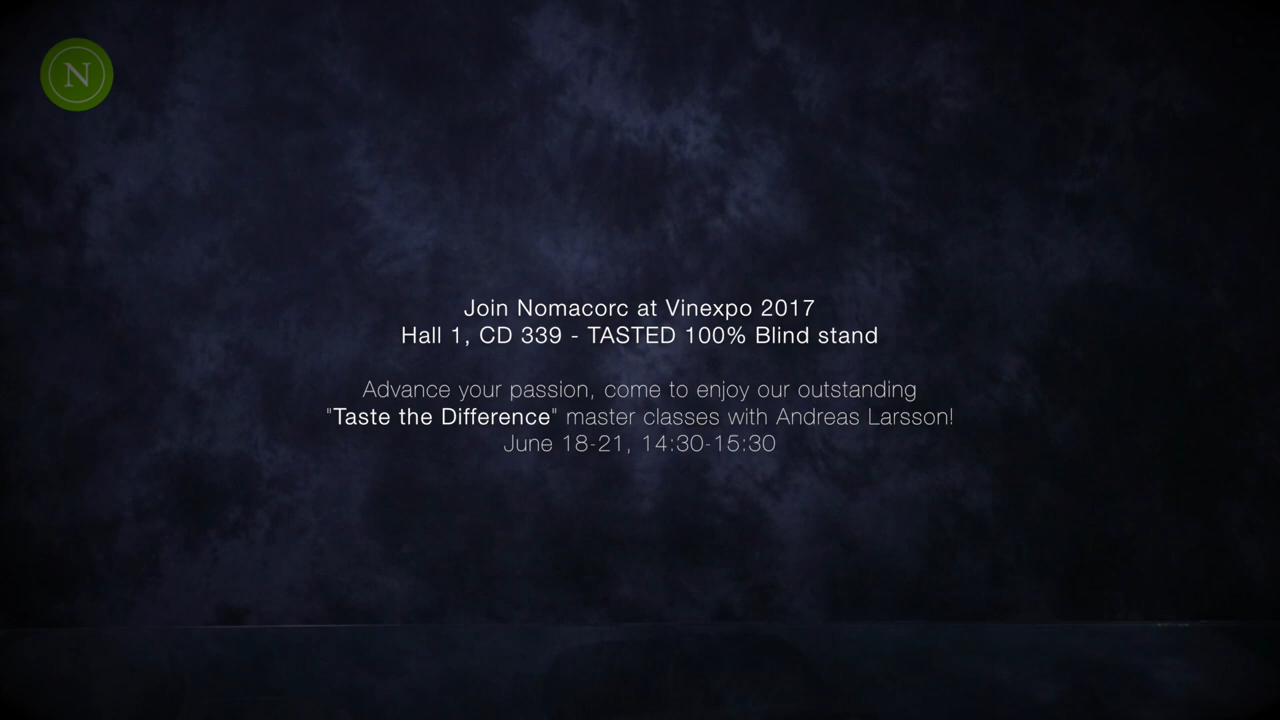 N
Join Nomacorc at Vinexpo 2017
Hall 1, CD 339 - TASTED 100% Blind stand
Advance your passion, come to enjoy our outstanding
"Taste the Difference" master classes with Andreas Larsson!
June 18-21, 14:30-15:30